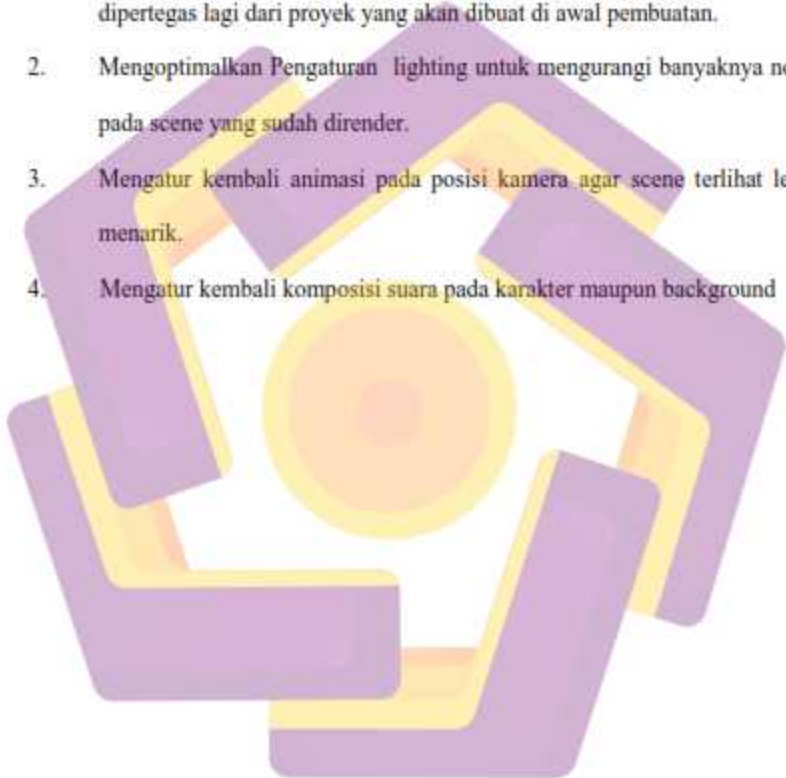 dipertegas lagi dari proyek yang akan dibuat di awal pembuatan.
2. Mengoptimalkan Pengaturan lighting untuk mengurangi banyaknya
pada scene yang sudah dirender.
3. Mengatur kembali animasi pada posisi kamera agar scene terlihat
menarik.
4. Mengatur kembali komposisi suara pada karakter maupun background